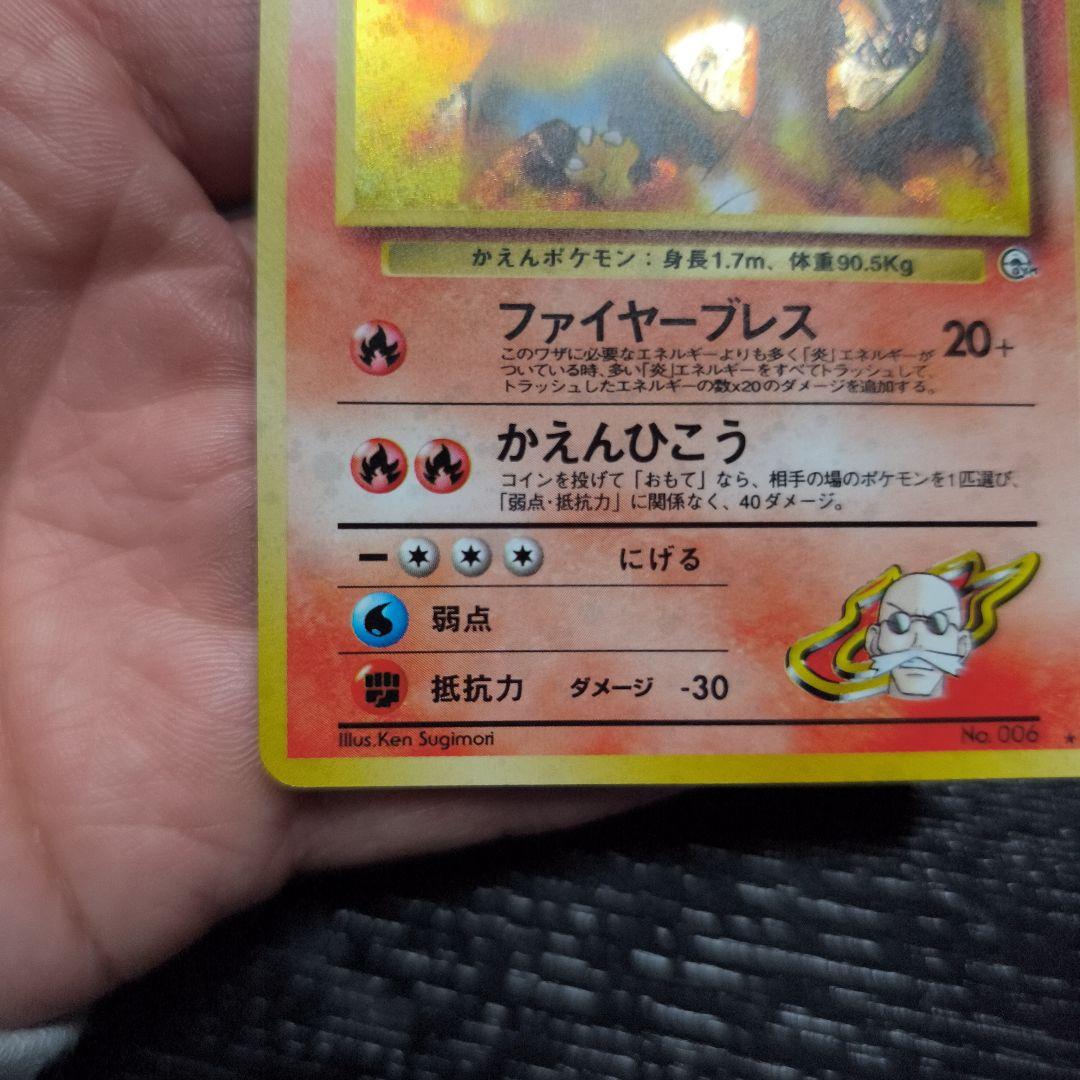 かえんポケモン：身長1.7m、体重90.5Kg
ファイヤーブレス 20+
このワザに必要なエネルギーよりも多く「炎」エネルギーが
ついている時、多い「炎」エネルギーをすべてトラッシュして、
トラッシュしたエネルギーの数x20のダメージを追加する。
かえんひこう
コインを投げて「おもて」なら、相手の場のポケモンを1匹選び、
「弱点・抵抗力」に関係なく、40ダメージ。
にげる
弱点
抵抗力 ダメージ -30
Illus.Ken Sugimori No. 006 ★